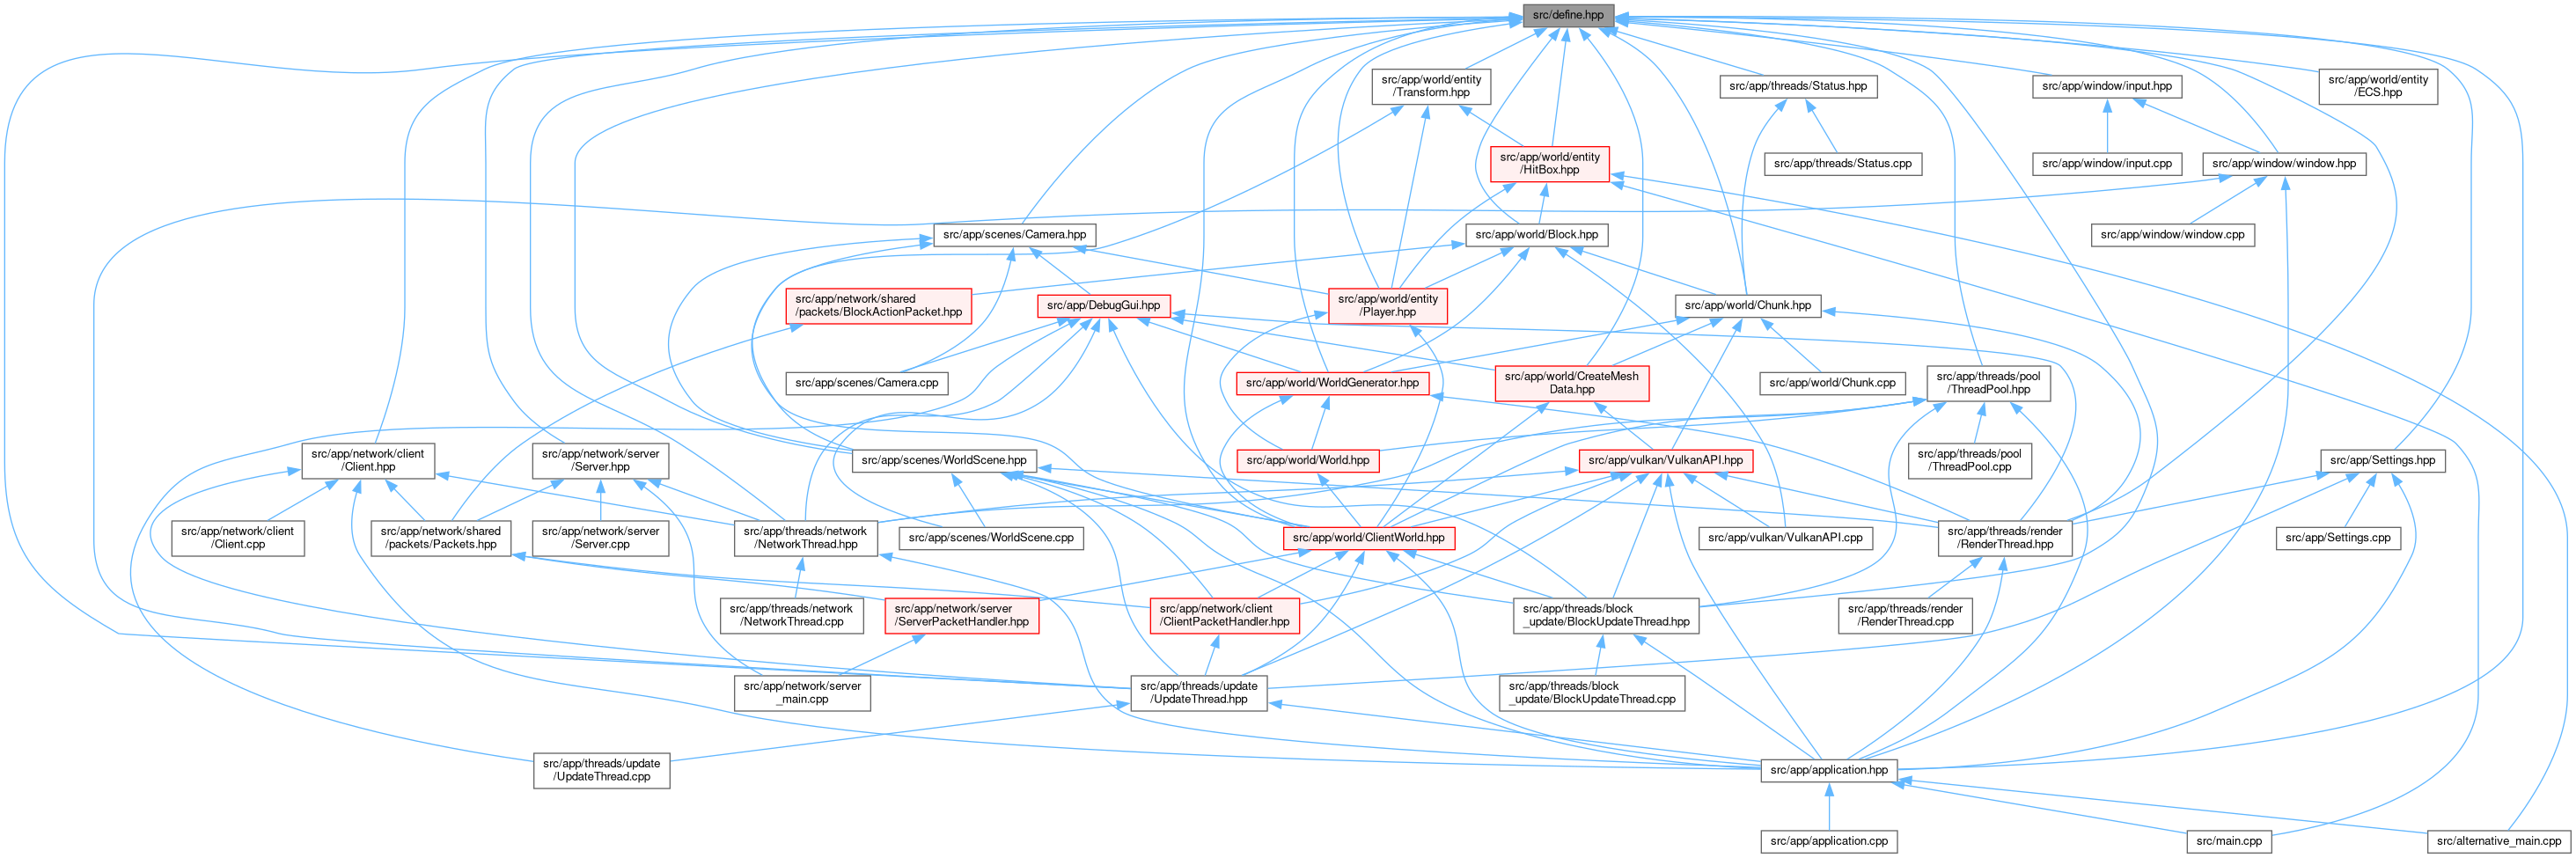 src/define.hpp
src/app/world/entity
/Transform.hpp
src/app/threads/Status.hpp
src/app/window/input.hpp
src/app/world/entity
/ECS.hpp
src/app/world/entity
/HitBox.hpp
src/app/threads/Status.cpp
src/app/window/input.cpp
src/app/window/window.hpp
src/app/scenes/Camera.hpp
src/app/world/Block.hpp
src/app/window/window.cpp
src/app/network/shared
/packets/BlockActionPacket.hpp
src/app/DebugGui.hpp
src/app/world/entity
/Player.hpp
src/app/world/Chunk.hpp
src/app/scenes/Camera.cpp
src/app/world/WorldGenerator.hpp
src/app/world/CreateMesh
Data.hpp
src/app/world/Chunk.cpp
src/app/threads/pool
/ThreadPool.hpp
src/app/network/client
/Client.hpp
src/app/network/server
/Server.hpp
src/app/scenes/WorldScene.hpp
src/app/world/World.hpp
src/app/vulkan/VulkanAPI.hpp
src/app/threads/pool
/ThreadPool.cpp
src/app/Settings.hpp
src/app/network/client
/Client.cpp
src/app/network/shared
/packets/Packets.hpp
src/app/network/server
/Server.cpp
src/app/threads/network
/NetworkThread.hpp
src/app/scenes/WorldScene.cpp
src/app/world/ClientWorld.hpp
src/app/vulkan/VulkanAPI.cpp
src/app/threads/render
/RenderThread.hpp
src/app/Settings.cpp
src/app/threads/network
/NetworkThread.cpp
src/app/network/server
/ServerPacketHandler.hpp
src/app/network/client
/ClientPacketHandler.hpp
src/app/threads/block
_update/BlockUpdateThread.hpp
src/app/threads/render
/RenderThread.cpp
src/app/network/server
_main.cpp
src/app/threads/update
/UpdateThread.hpp
src/app/threads/block
_update/BlockUpdateThread.cpp
src/app/threads/update
/UpdateThread.cpp
src/app/application.hpp
src/app/application.cpp
src/main.cpp
src/alternative_main.cpp